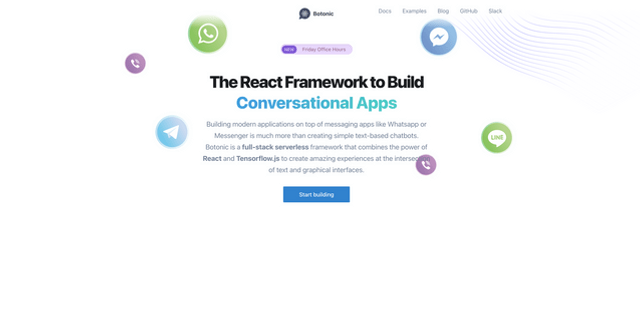 Botonic
Docs Examples Blog GitHub Slack
NEW Friday Office Hours
The React Framework to Build
Conversational Apps
Building modern applications on top of messaging apps like Whatsapp or
Messenger is much more than creating simple text-based chatbots.
Botonic is a full-stack serverless framework that combines the power of
React and Tensorflow.js to create amazing experiences at the intersection
of text and graphical interfaces.
LINE
Start building